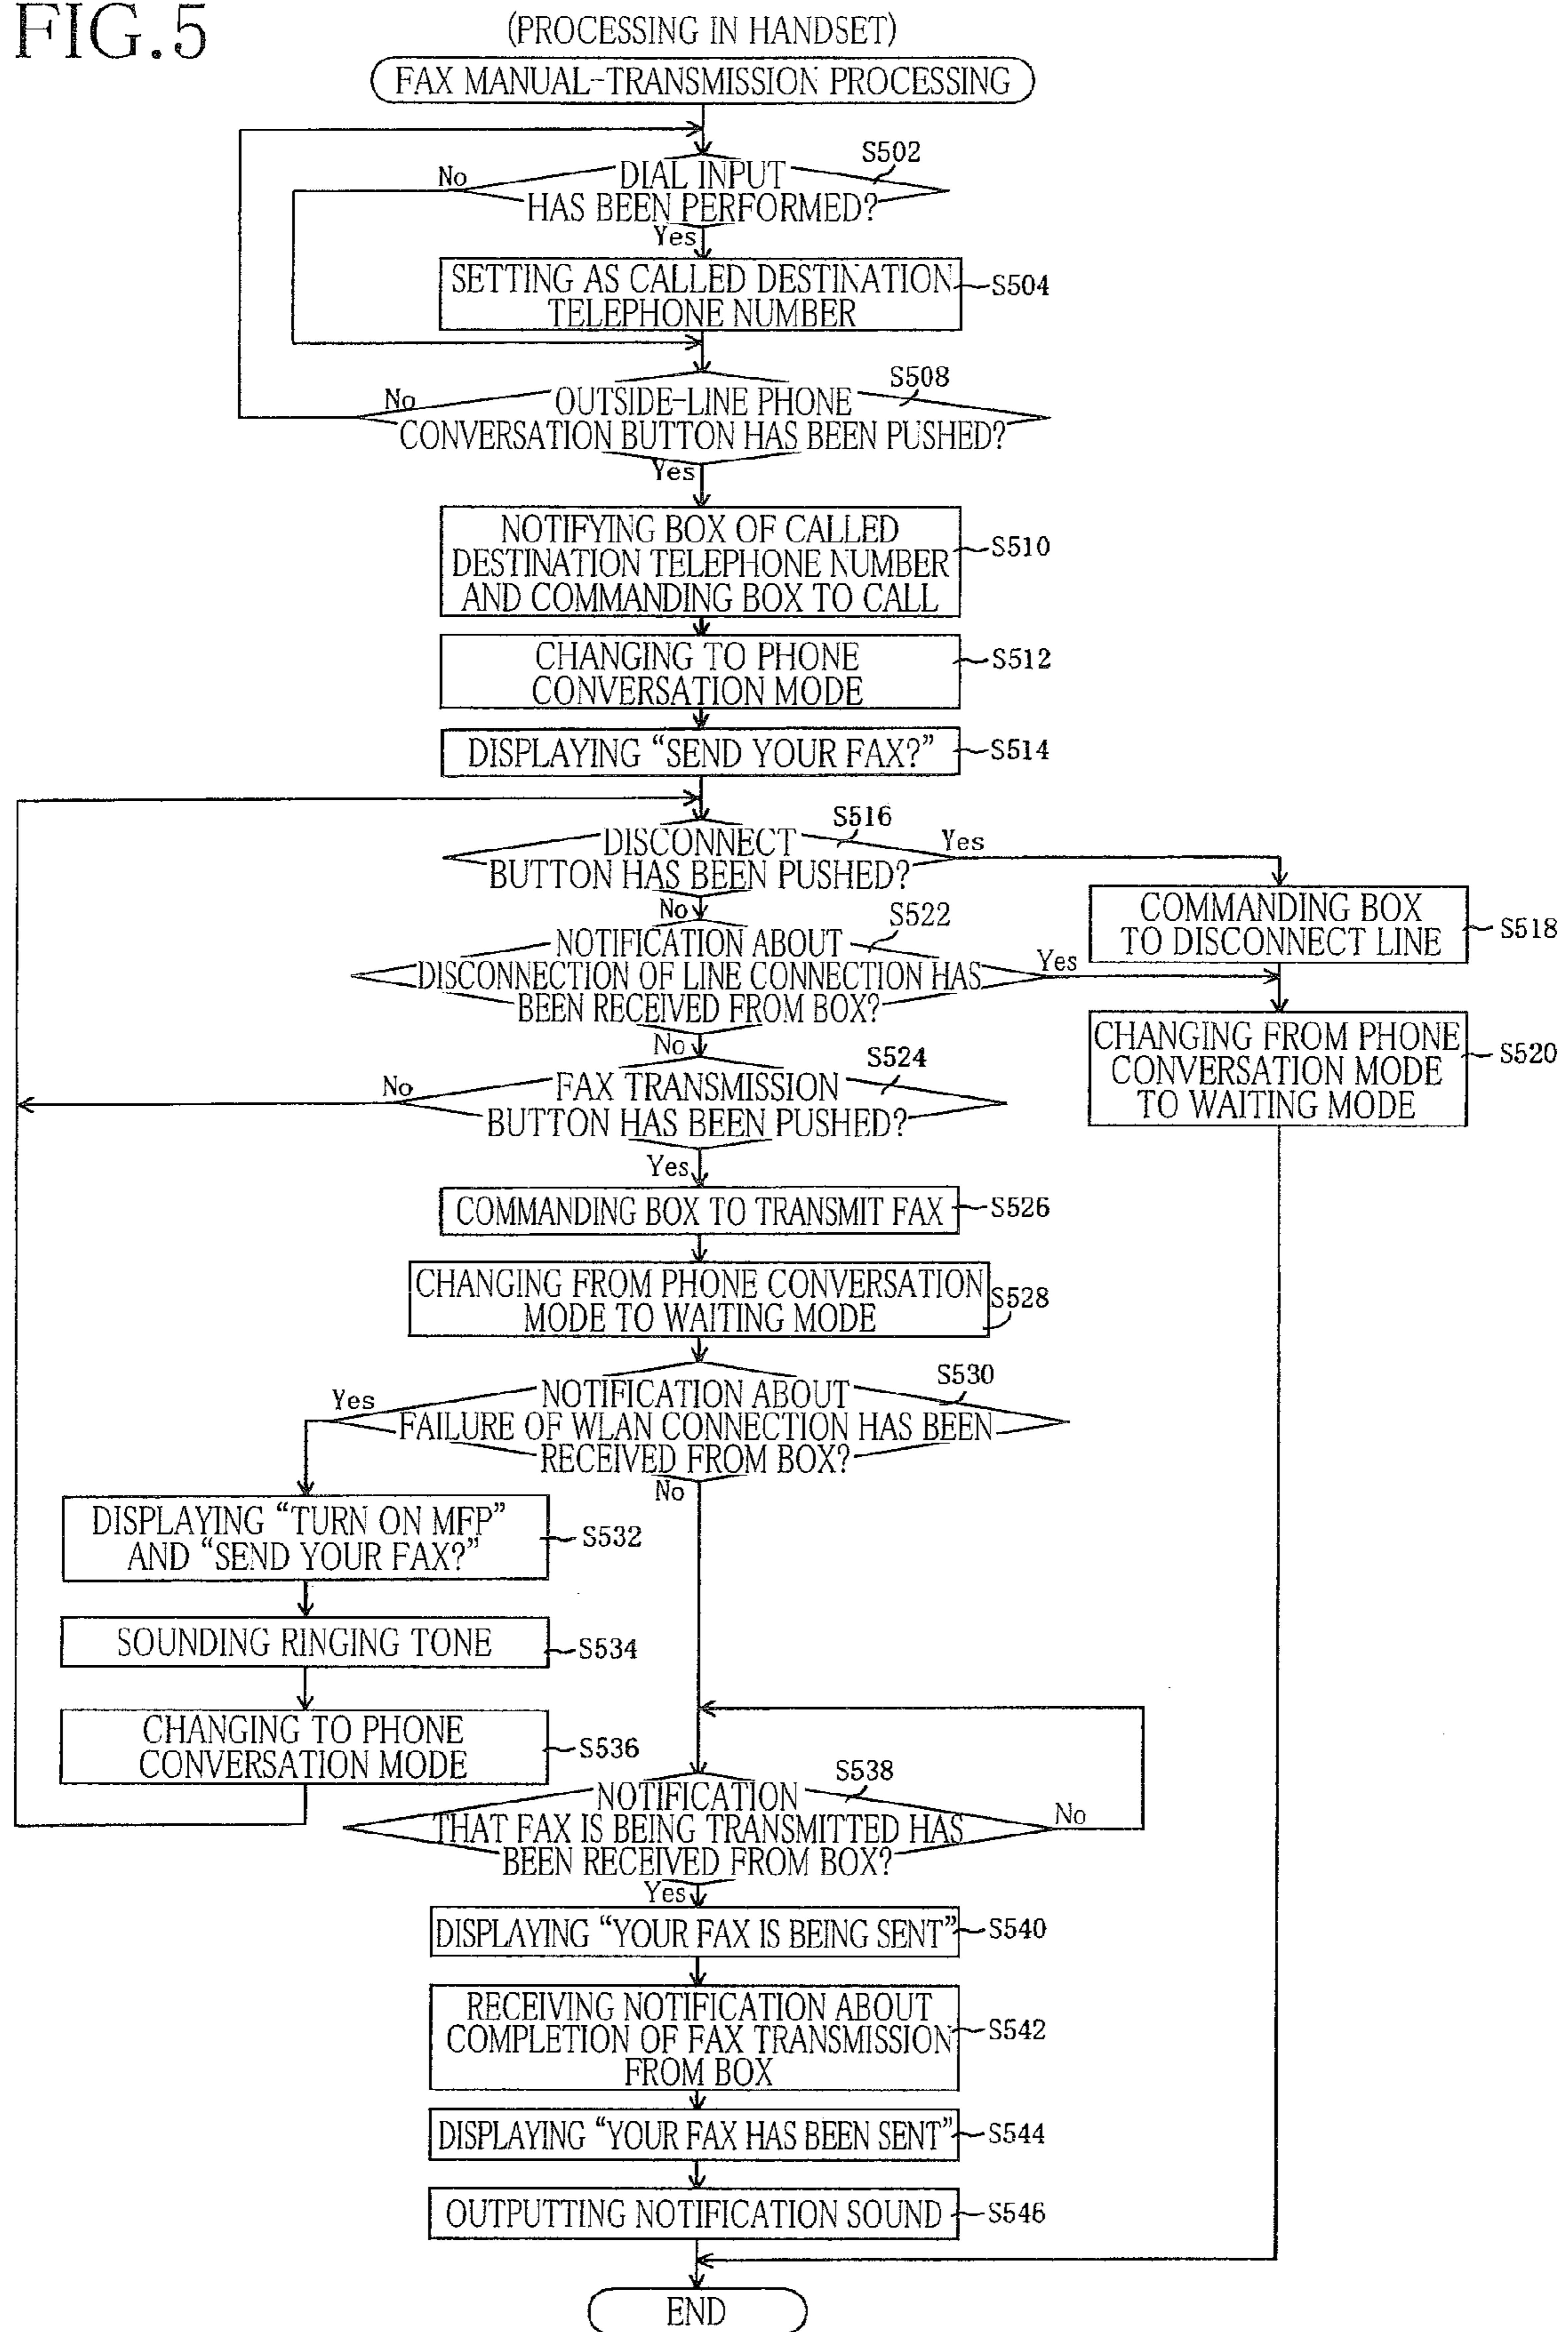 FIG.5
(PROCESSING IN HANDSET)
FAX MANUAL-TRANSMISSION PROCESSING
S502
No
DIAL INPUT
HAS BEEN PERFORMED?
Yes
SETTING AS CALLED DESTINATION
TELEPHONE NUMBER
S504
S508
No
OUTSIDE-LINE PHONE
CONVERSATION BUTTON HAS BEEN PUSHED?
Yes
NOTIFYING BOX OF CALLED
DESTINATION TELEPHONE NUMBER
AND COMMANDING BOX TO CALL
S510
CHANGING TO PHONE
CONVERSATION MODE
S512
DISPLAYING “SEND YOUR FAX?”
S514
S516
DISCONNECT
BUTTON HAS BEEN PUSHED?
Yes
No
COMMANDING BOX
TO DISCONNECT LINE
S518
S522
NOTIFICATION ABOUT
DISCONNECTION OF LINE CONNECTION HAS
BEEN RECEIVED FROM BOX?
Yes
No
CHANGING FROM PHONE
CONVERSATION MODE
TO WAITING MODE
S520
S524
No
FAX TRANSMISSION
BUTTON HAS BEEN PUSHED?
Yes
COMMANDING BOX TO TRANSMIT FAX
S526
CHANGING FROM PHONE CONVERSATION
MODE TO WAITING MODE
S528
S530
Yes
NOTIFICATION ABOUT
FAILURE OF WLAN CONNECTION HAS BEEN
RECEIVED FROM BOX?
No
DISPLAYING “TURN ON MFP”
AND “SEND YOUR FAX?”
S532
SOUNDING RINGING TONE
S534
CHANGING TO PHONE
CONVERSATION MODE
S536
S538
NOTIFICATION
THAT FAX IS BEING TRANSMITTED HAS
BEEN RECEIVED FROM BOX?
No
Yes
DISPLAYING “YOUR FAX IS BEING SENT”
S540
RECEIVING NOTIFICATION ABOUT
COMPLETION OF FAX TRANSMISSION
FROM BOX
S542
DISPLAYING “YOUR FAX HAS BEEN SENT”
S544
OUTPUTTING NOTIFICATION SOUND
S546
END